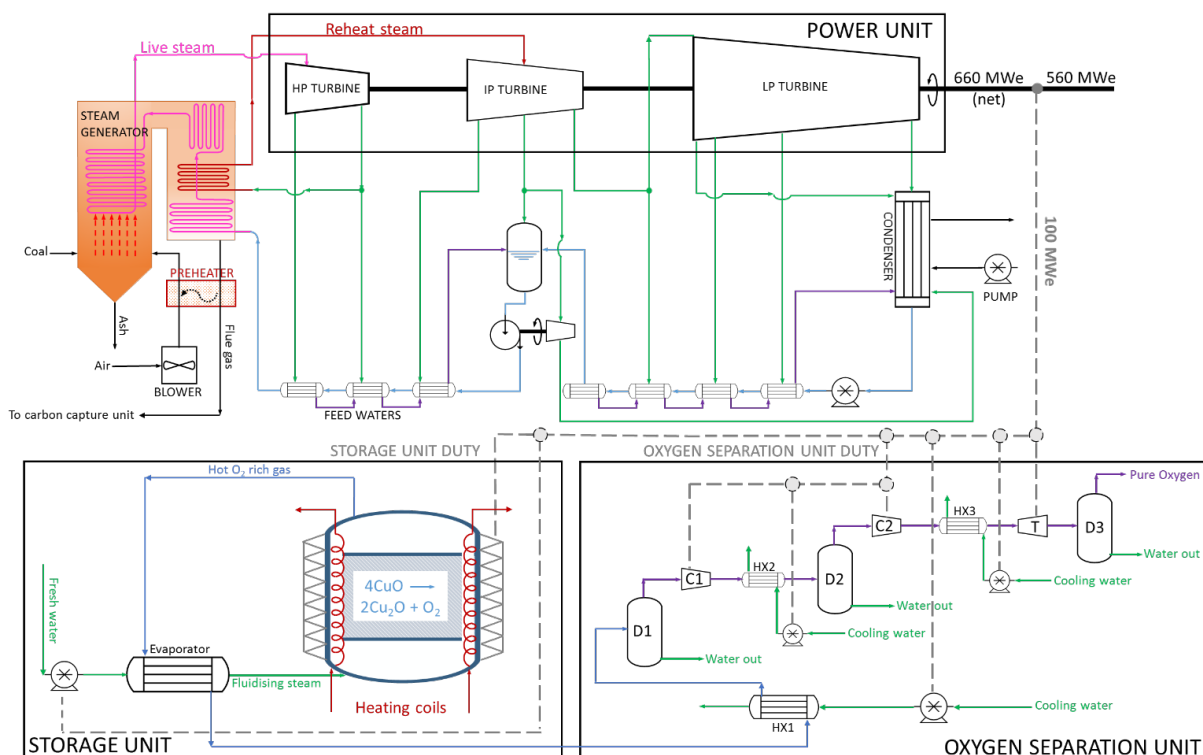 POWER UNIT
Reheat steam
Live steam
HP TURBINE
IP TURBINE
LP TURBINE
660 MWe
(net)
560 MWe
STEAM
GENERATOR
Coal
PREHEATER
Ash
Flue gas
Air
BLOWER
To carbon capture unit
FEED WATERS
CONDENSER
PUMP
100 MWe
STORAGE UNIT DUTY
OXYGEN SEPARATION UNIT DUTY
Hot O₂ rich gas
4CuO →
2Cu₂O + O₂
Fresh
water
Evaporator
Fluidising steam
Heating coils
STORAGE UNIT
Pure Oxygen
C2
HX3
T
D3
Water out
Cooling water
C1
HX2
D2
Water out
Cooling water
D1
Water out
HX1
Cooling water
OXYGEN SEPARATION UNIT